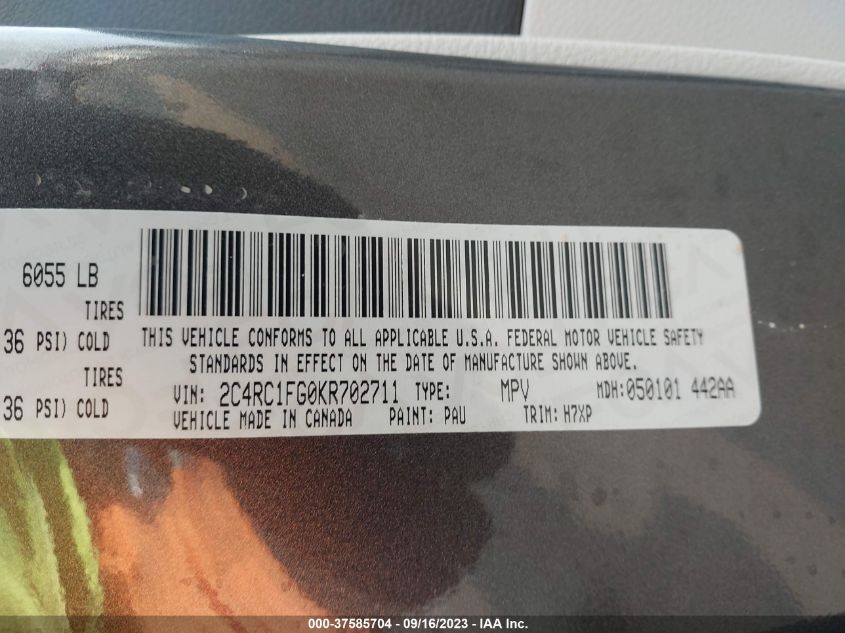 6055 LB
TIRES
36 PSI) COLD
TIRES
36 PSI) COLD
THIS VEHICLE CONFORMS TO ALL APPLICABLE U.S.A. FEDERAL MOTOR VEHICLE SAFETY
STANDARDS IN EFFECT ON THE DATE OF MANUFACTURE SHOWN ABOVE.
VIN: 2C4RC1FG0KR702711 TYPE: MPV MDH:050101 442AA
VEHICLE MADE IN CANADA PAINT: PAU TRIM: H7XP
000-37585704 - 09/16/2023 - IAA Inc.